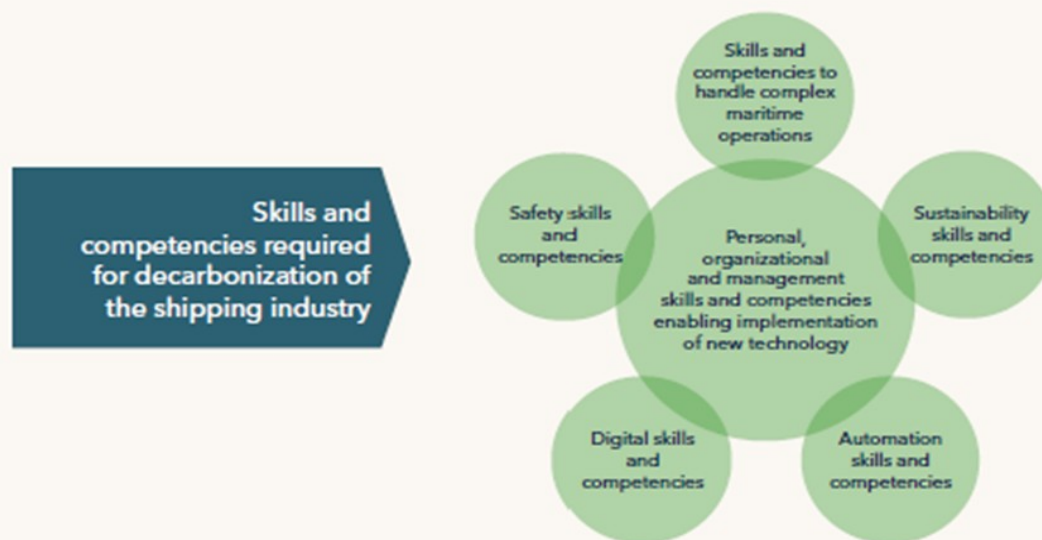 Skills and
competencies required
for decarbonization of
the shipping industry
Skills and
competencies to
handle complex
maritime
operations
Safety skills
and
competencies
Personal,
organizational
and management
skills and competencies
enabling implementation
of new technology
Sustainability
skills and
competencies
Digital skills
and
competencies
Automation
skills and
competencies